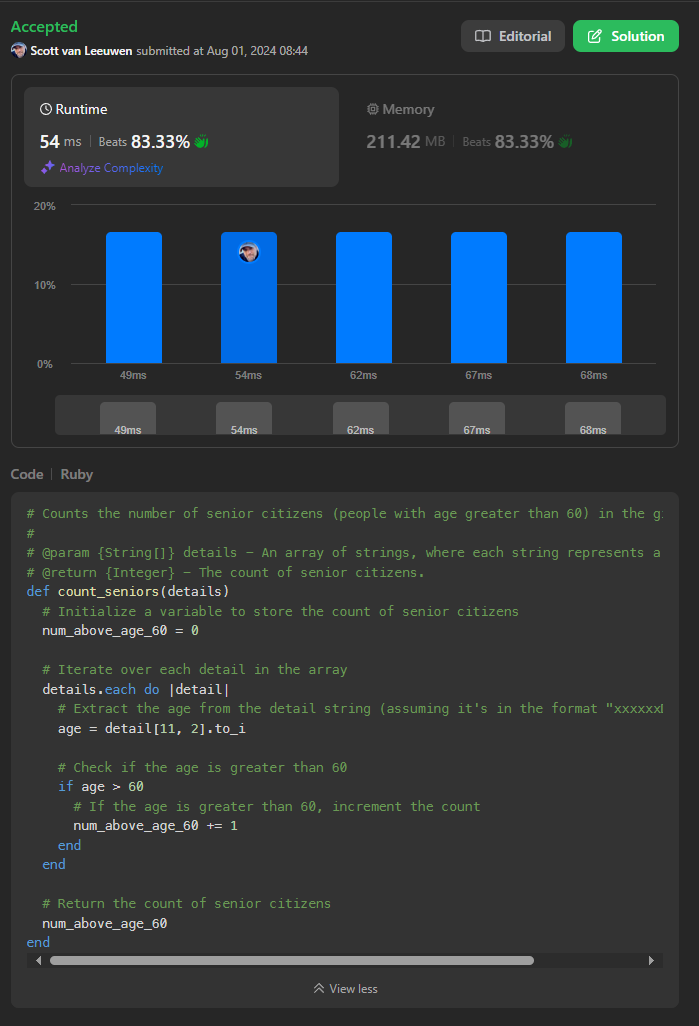 Accepted
Scott van Leeuwen submitted at Aug 01, 2024 08:44
Editorial
Solution
Runtime
54 ms | Beats 83.33%
Analyze Complexity
Memory
211.42 MB | Beats 83.33%
20%
10%
0%
49ms 54ms 62ms 67ms 68ms
49ms 54ms 62ms 67ms 68ms
Code | Ruby
# Counts the number of senior citizens (people with age greater than 60) in the
#
# @param {String[]} details – An array of strings, where each string represents a
# @return {Integer} – The count of senior citizens.
def count_seniors(details)
  # Initialize a variable to store the count of senior citizens
  num_above_age_60 = 0

  # Iterate over each detail in the array
  details.each do |detail|
    # Extract the age from the detail string (assuming it's in the format "xxxxxx
    age = detail[11, 2].to_i

    # Check if the age is greater than 60
    if age > 60
      # If the age is greater than 60, increment the count
      num_above_age_60 += 1
    end
  end

  # Return the count of senior citizens
  num_above_age_60
end
View less